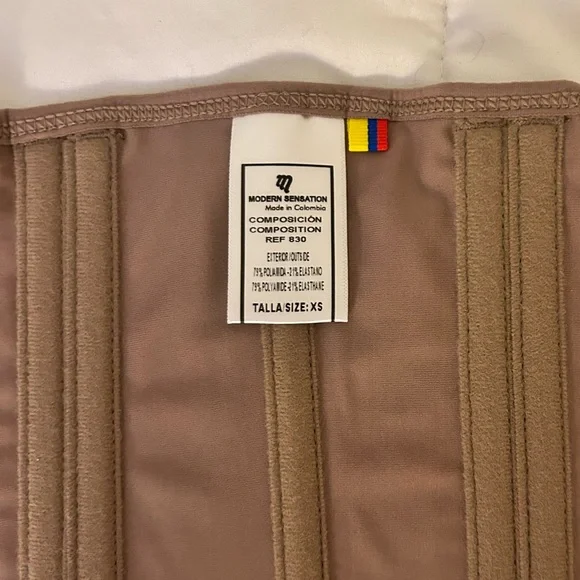 MODERN SENSATION
Made in Colombia
COMPOSICIÓN
COMPOSITION
REF 830
EXTERIOR/OUTSIDE
79% POLIAMIDA -21% ELASTANO
79% POLYAMIDE -21% ELASTHANE
TALLA/SIZE: XS